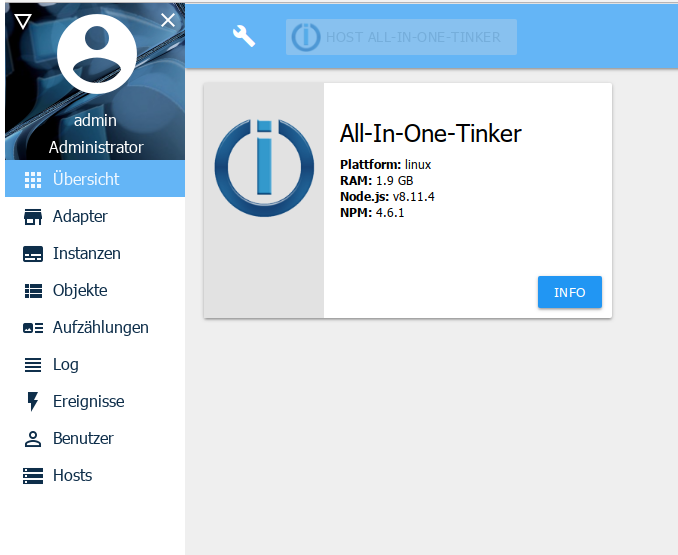 admin
Administrator
Übersicht
Adapter
Instanzen
Objekte
Aufzählungen
Log
Ereignisse
Benutzer
Hosts
HOST ALL-IN-ONE-TINKER
All-In-One-Tinker
Plattform: linux
RAM: 1.9 GB
Node.js: v8.11.4
NPM: 4.6.1
INFO